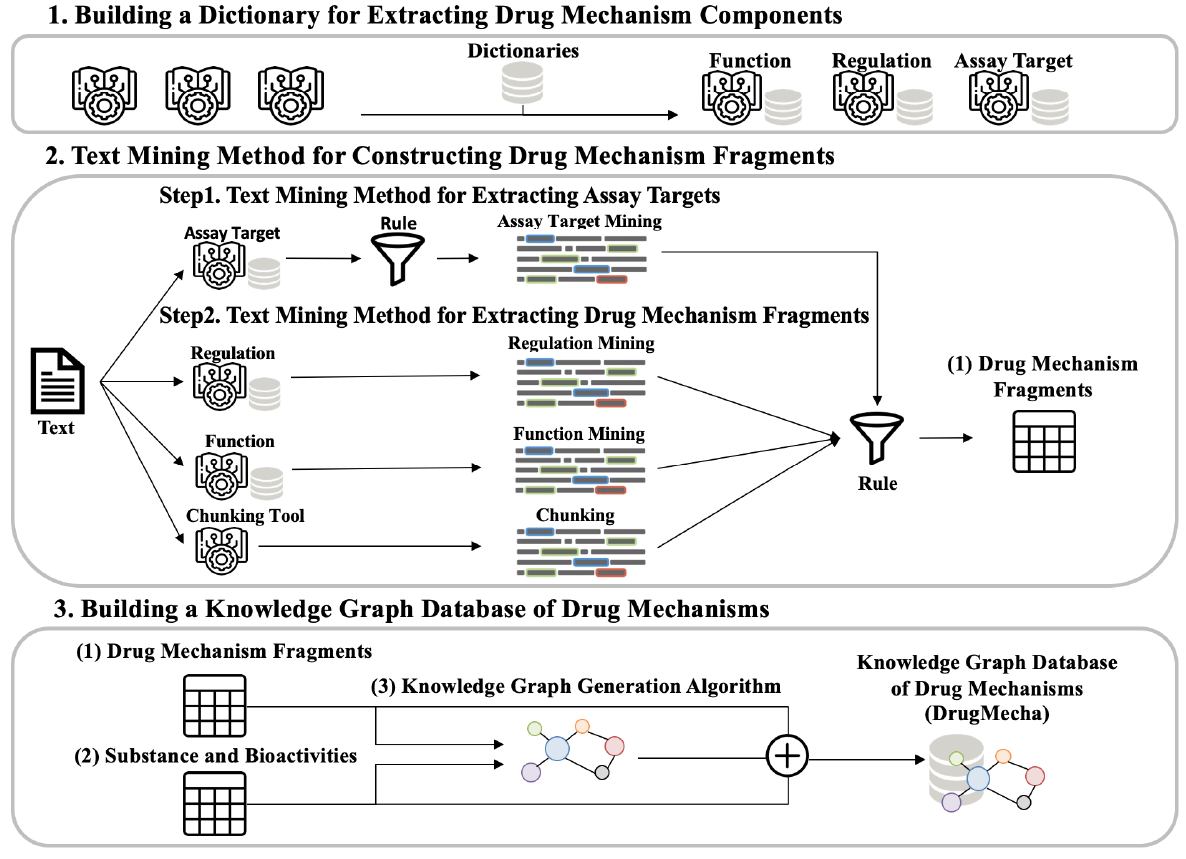 1. Building a Dictionary for Extracting Drug Mechanism Components
Dictionaries
Function
Regulation
Assay Target
2. Text Mining Method for Constructing Drug Mechanism Fragments
Step1. Text Mining Method for Extracting Assay Targets
Assay Target
Rule
Assay Target Mining
Step2. Text Mining Method for Extracting Drug Mechanism Fragments
Regulation
Regulation Mining
Text
Function
Function Mining
Chunking Tool
Chunking
Rule
(1) Drug Mechanism
Fragments
3. Building a Knowledge Graph Database of Drug Mechanisms
(1) Drug Mechanism Fragments
(2) Substance and Bioactivities
(3) Knowledge Graph Generation Algorithm
Knowledge Graph Database
of Drug Mechanisms
(DrugMecha)